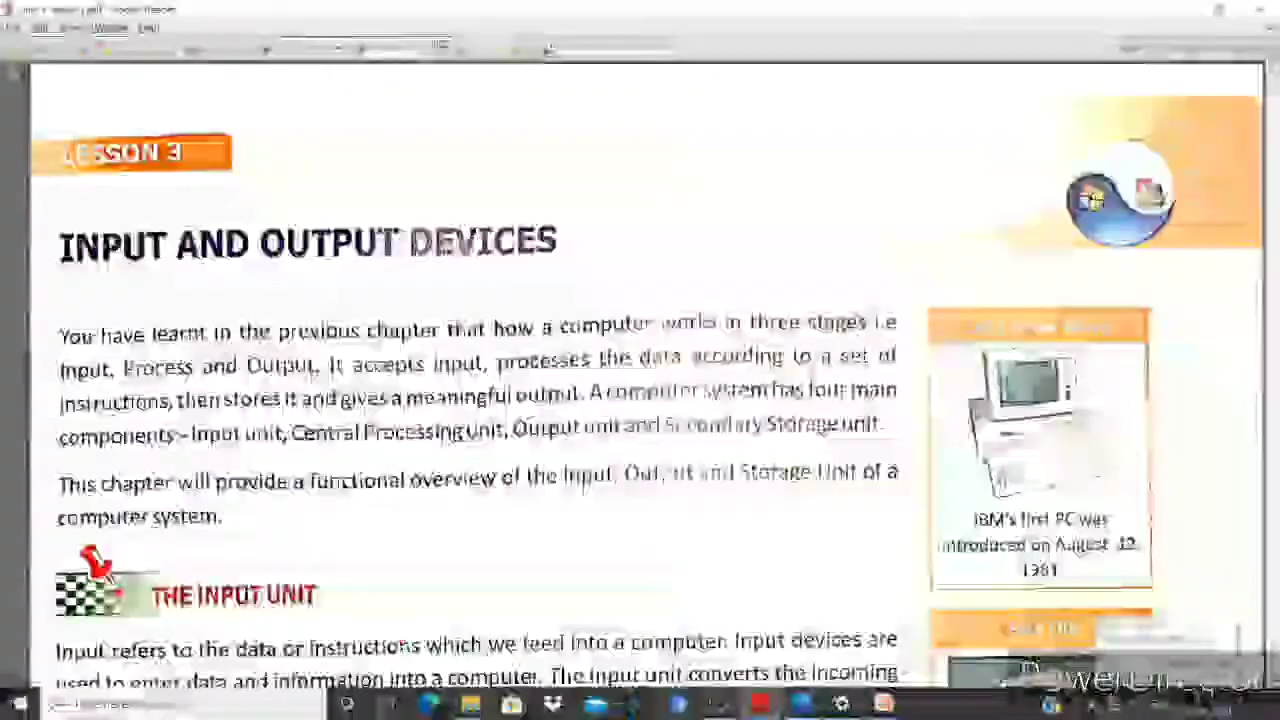 LESSON 3
INPUT AND OUTPUT DEVICES
You have learnt in the previous chapter that how a computer works in three stages i.e
Input, Process and Output. It accepts input, processes the data according to a set of
instructions, then stores it and gives a meaningful output. A computer system has four main
components:- Input unit, Central Processing unit, Output unit and Secondary Storage unit.
This chapter will provide a functional overview of the Input, Output and Storage Unit of a
computer system.
IBM's first PC was
introduced on August 12,
1981
THE INPUT UNIT
Input refers to the data or instructions which we feed into a computer. Input devices are
used to enter data and information into a computer. The input unit converts the incoming